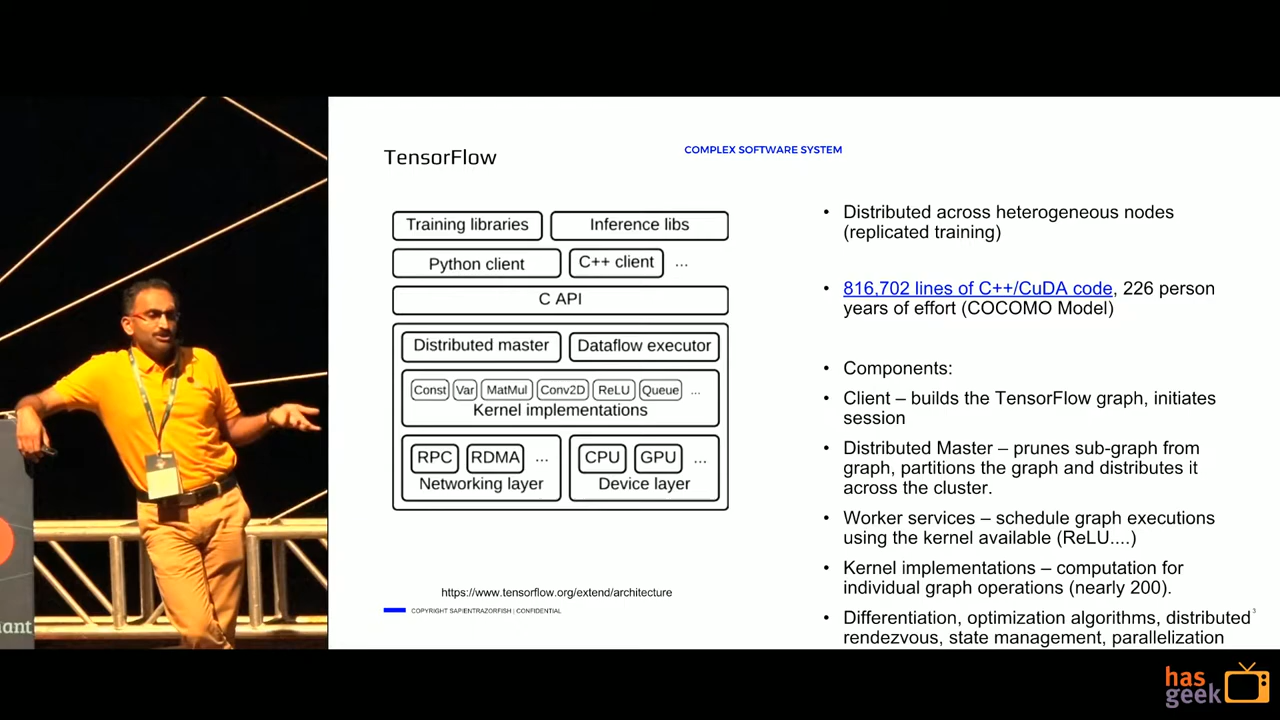 TensorFlow
COMPLEX SOFTWARE SYSTEM
Training libraries
Inference libs
Python client
C++ client
...
C API
Distributed master
Dataflow executor
Const
Var
MatMul
Conv2D
ReLU
Queue
...
Kernel implementations
RPC
RDMA
...
Networking layer
CPU
GPU
...
Device layer
https://www.tensorflow.org/extend/architecture
COPYRIGHT SAPIENTRAZORFISH | CONFIDENTIAL
• Distributed across heterogeneous nodes
(replicated training)
• 816,702 lines of C++/CuDA code, 226 person
years of effort (COCOMO Model)
• Components:
• Client – builds the TensorFlow graph, initiates
session
• Distributed Master – prunes sub-graph from
graph, partitions the graph and distributes it
across the cluster.
• Worker services – schedule graph executions
using the kernel available (ReLU....)
• Kernel implementations – computation for
individual graph operations (nearly 200).
• Differentiation, optimization algorithms, distributed
rendezvous, state management, parallelization
3
has
geek